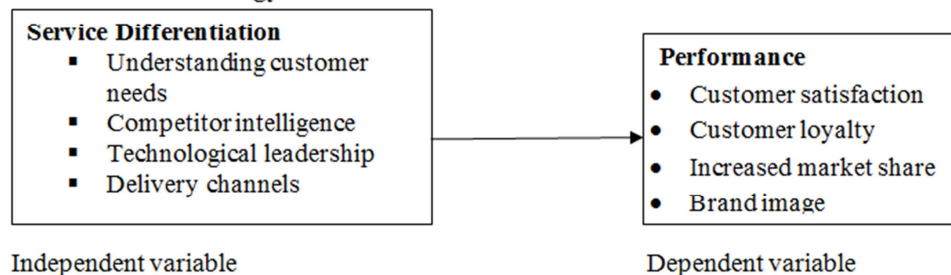 Service Differentiation
▪ Understanding customer
needs
▪ Competitor intelligence
▪ Technological leadership
▪ Delivery channels
Performance
● Customer satisfaction
● Customer loyalty
● Increased market share
● Brand image
Independent variable
Dependent variable